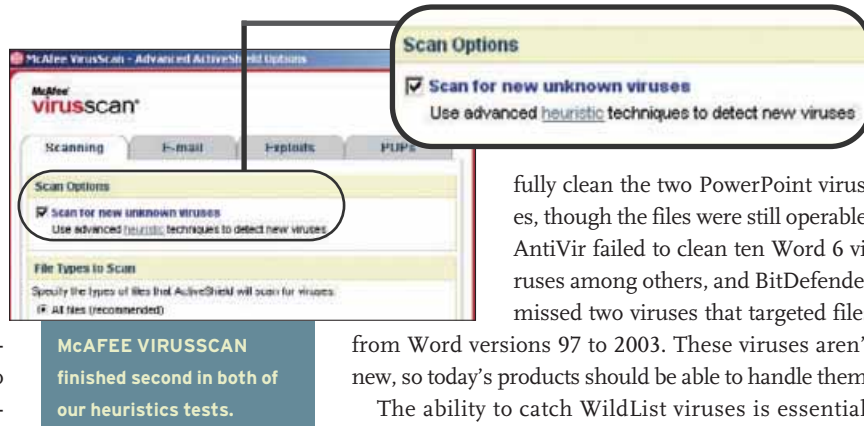 Scan Options
Scan for new unknown viruses
Use advanced heuristic techniques to detect new viruses
McAfee VirusScan - Advanced ActiveShield Options
McAfee
virusscan
Scanning
E-mail
Exploits
PUPs
Scan Options
Scan for new unknown viruses
Use advanced heuristic techniques to detect new viruses
File Types to Scan
Specify the types of files that ActiveShield will scan for viruses.
All files (recommended)
McAFEE VIRUSSCAN
finished second in both of
our heuristics tests.
fully clean the two PowerPoint virus
es, though the files were still operable
AntiVir failed to clean ten Word 6 vi
ruses among others, and BitDefende
missed two viruses that targeted file
from Word versions 97 to 2003. These viruses aren'
new, so today's products should be able to handle them
The ability to catch WildList viruses is essential